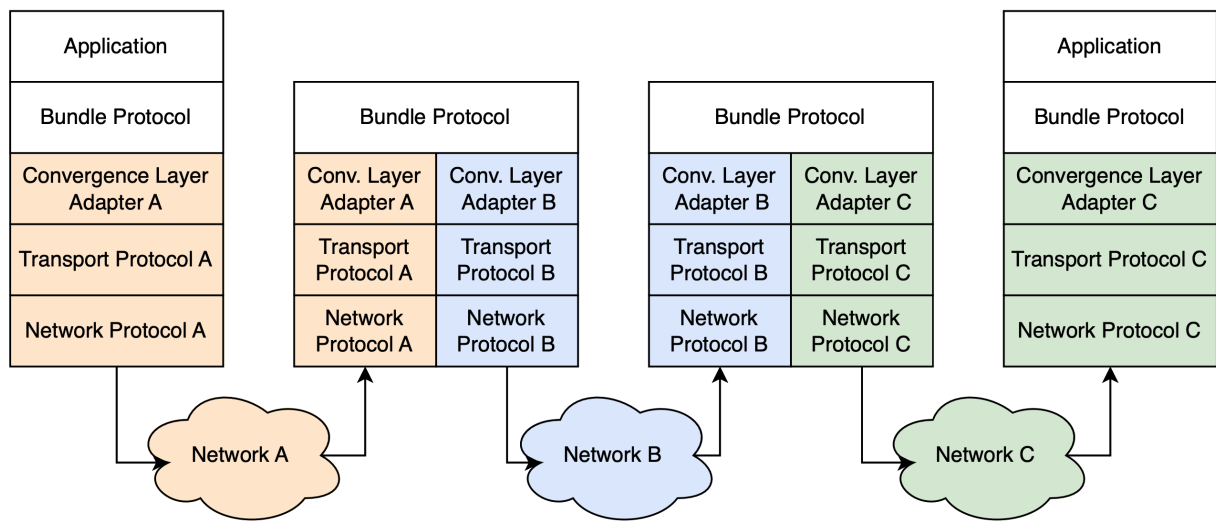 Application
Bundle Protocol
Convergence Layer
Adapter A
Transport Protocol A
Network Protocol A
Bundle Protocol
Conv. Layer
Adapter A
Transport
Protocol A
Network
Protocol A
Conv. Layer
Adapter B
Transport
Protocol B
Network
Protocol B
Bundle Protocol
Conv. Layer
Adapter B
Transport
Protocol B
Network
Protocol B
Conv. Layer
Adapter C
Transport
Protocol C
Network
Protocol C
Application
Bundle Protocol
Convergence Layer
Adapter C
Transport Protocol C
Network Protocol C
Network A
Network B
Network C